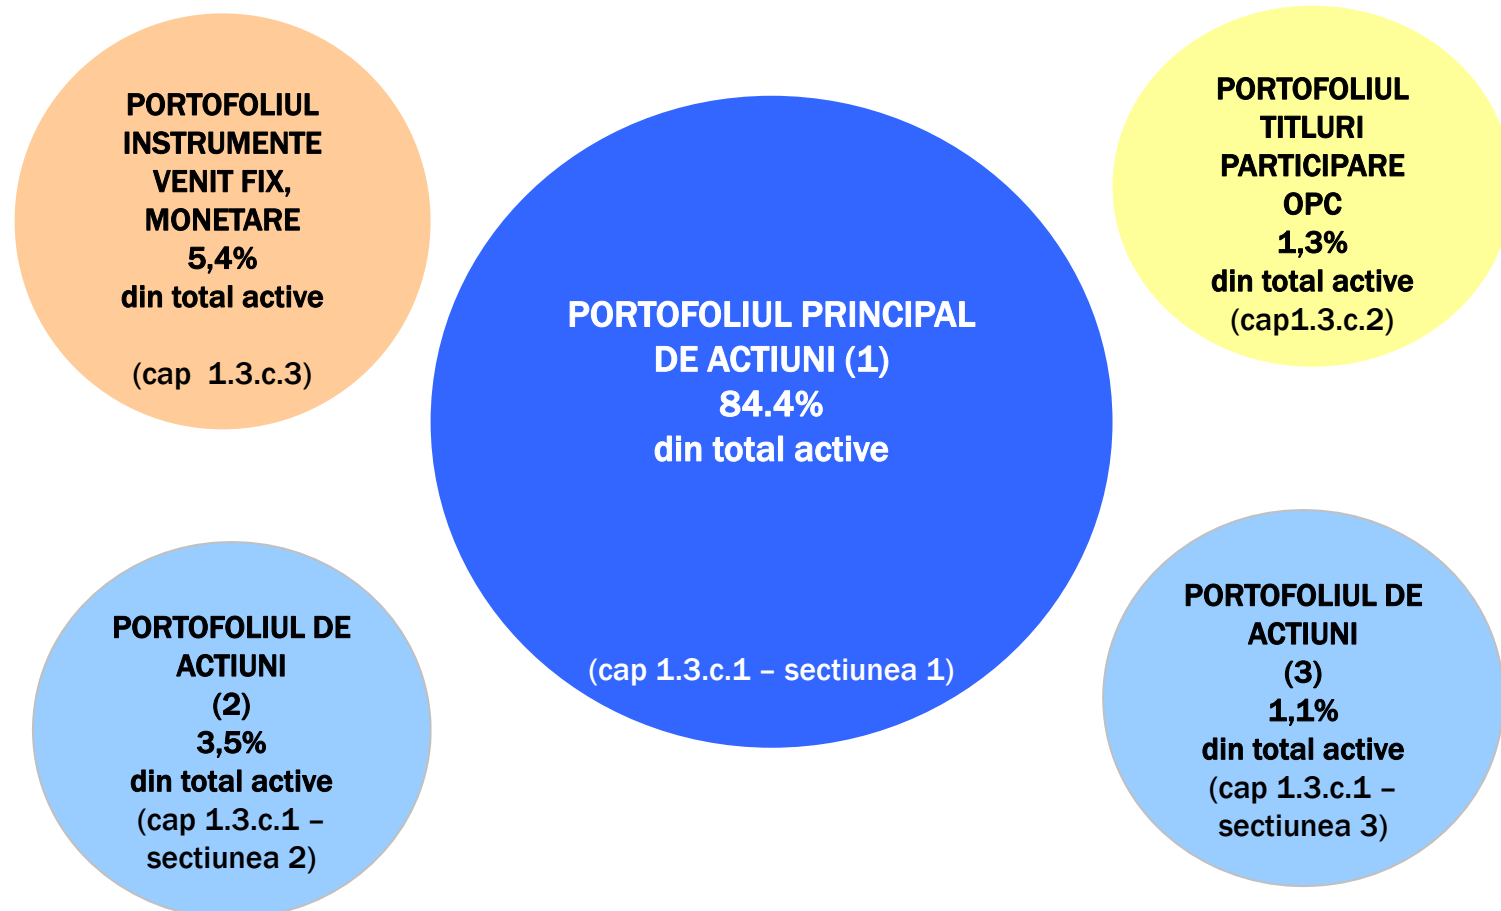 PORTOFOLIUL
INSTRUMENTE
VENIT FIX,
MONETARE
5,4%
din total active
(cap 1.3.c.3)
PORTOFOLIUL PRINCIPAL
DE ACTIUNI (1)
84.4%
din total active
(cap 1.3.c.1 – sectiunea 1)
PORTOFOLIUL
TITLURI
PARTICIPARE
OPC
1,3%
din total active
(cap1.3.c.2)
PORTOFOLIUL DE
ACTIUNI
(2)
3,5%
din total active
(cap 1.3.c.1 –
sectiunea 2)
PORTOFOLIUL DE
ACTIUNI
(3)
1,1%
din total active
(cap 1.3.c.1 –
sectiunea 3)